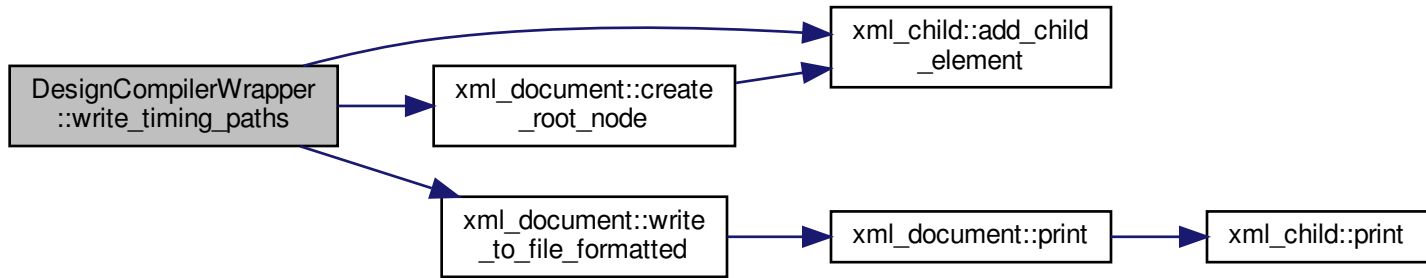 DesignCompilerWrapper
::write_timing_paths
xml_document::create
_root_node
xml_child::add_child
_element
xml_document::write
_to_file_formatted
xml_document::print
xml_child::print